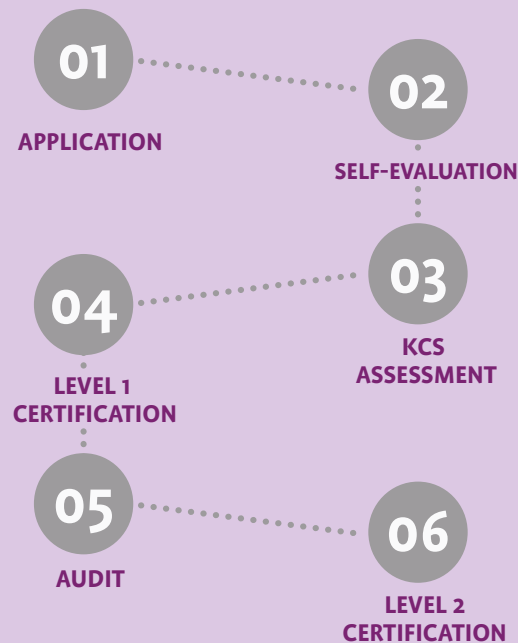 01
APPLICATION
02
SELF-EVALUATION
03
KCS
ASSESSMENT
04
LEVEL 1
CERTIFICATION
05
AUDIT
06
LEVEL 2
CERTIFICATION